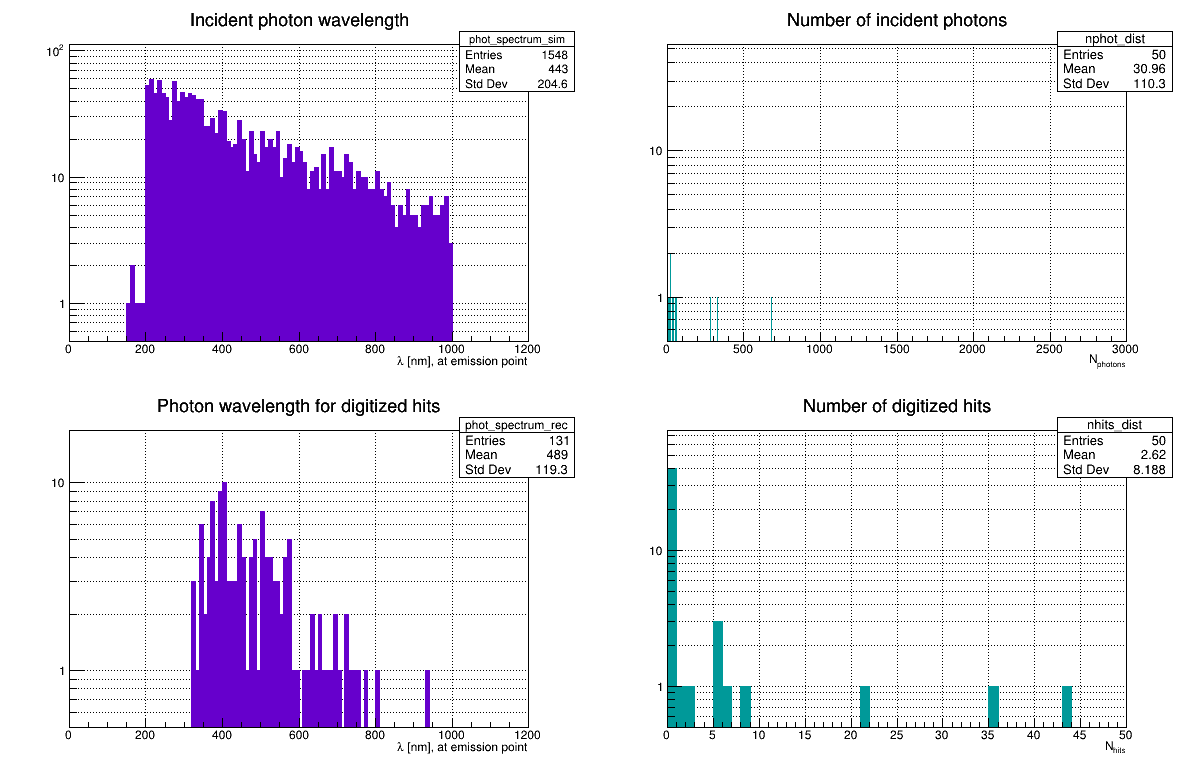 Incident photon wavelength
phot_spectrum_sim
Entries 1548
Mean 443
Std Dev 204.6
10²
10
1
0 200 400 600 800 1000 1200
λ [nm], at emission point
Number of incident photons
nphot_dist
Entries 50
Mean 30.96
Std Dev 110.3
10
1
0 500 1000 1500 2000 2500 3000
Nphotons
Photon wavelength for digitized hits
phot_spectrum_rec
Entries 131
Mean 489
Std Dev 119.3
10
1
0 200 400 600 800 1000 1200
λ [nm], at emission point
Number of digitized hits
nhits_dist
Entries 50
Mean 2.62
Std Dev 8.188
10
1
0 5 10 15 20 25 30 35 40 45 50
Nhits